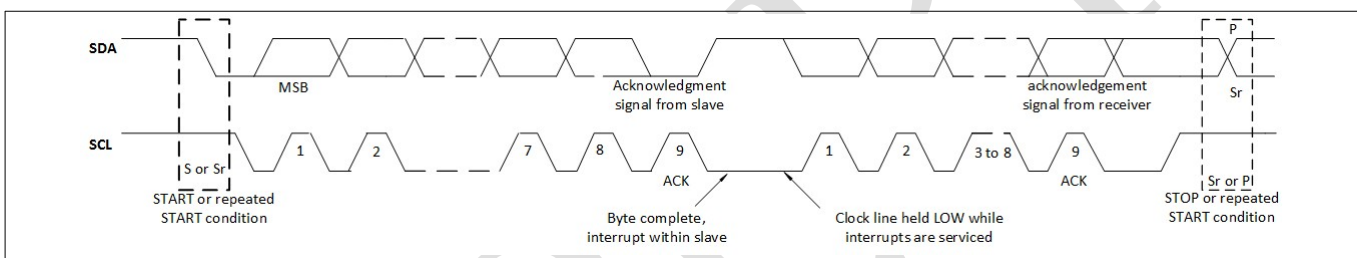 SDA
P
MSB
Acknowledgment
signal from slave
acknowledgement
signal from receiver
Sr
SCL
1
2
7
8
9
1
2
3 to 8
9
S or Sr
ACK
ACK
Sr or P
START or repeated
START condition
STOP or repeated
START condition
Byte complete,
interrupt within slave
Clock line held LOW while
interrupts are serviced